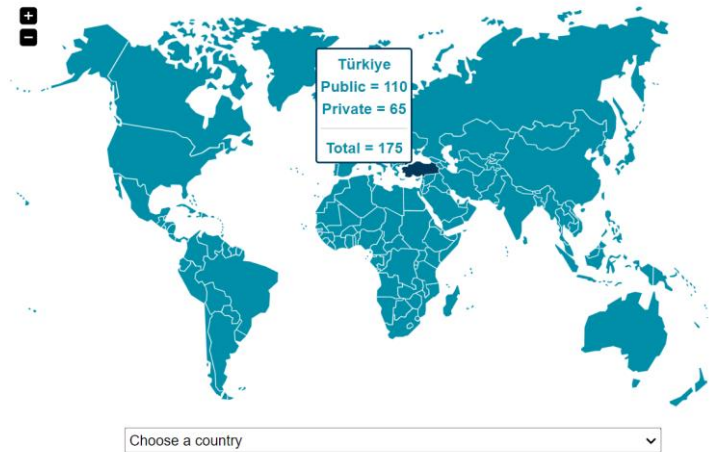 +
−
Türkiye
Public = 110
Private = 65
Total = 175
Choose a country